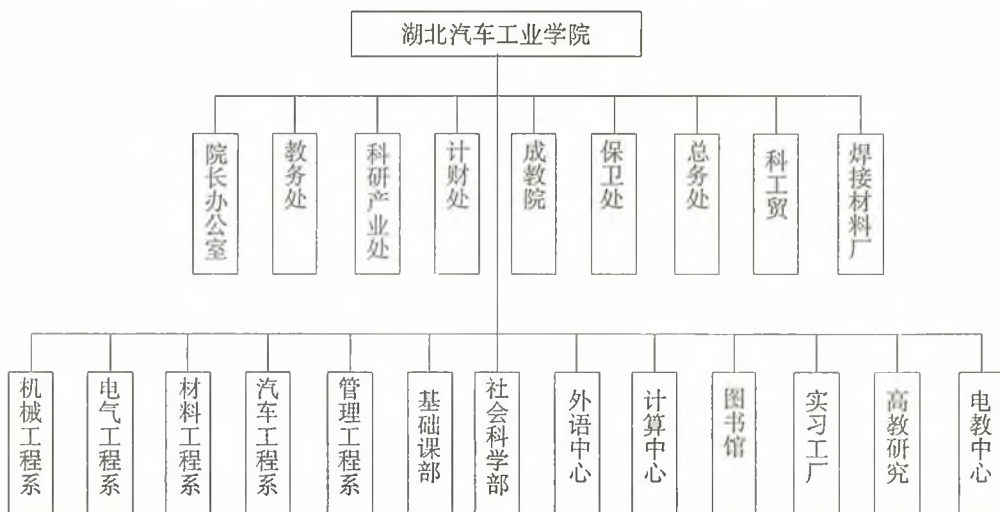 湖北汽车工业学院
院长办公室
教务处
科研产业处
计财处
成教院
保卫处
总务处
科工贸
焊接材料厂
机械工程系
电气工程系
材料工程系
汽车工程系
管理工程系
基础课部
社会科学部
外语中心
计算中心
图书馆
实习工厂
高教研究
电教中心